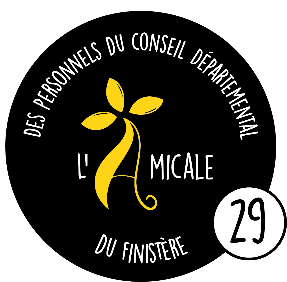 DES PERSONNELS DU CONSEIL DÉPARTEMENTAL
L'AMICALE
DU FINISTÈRE
29